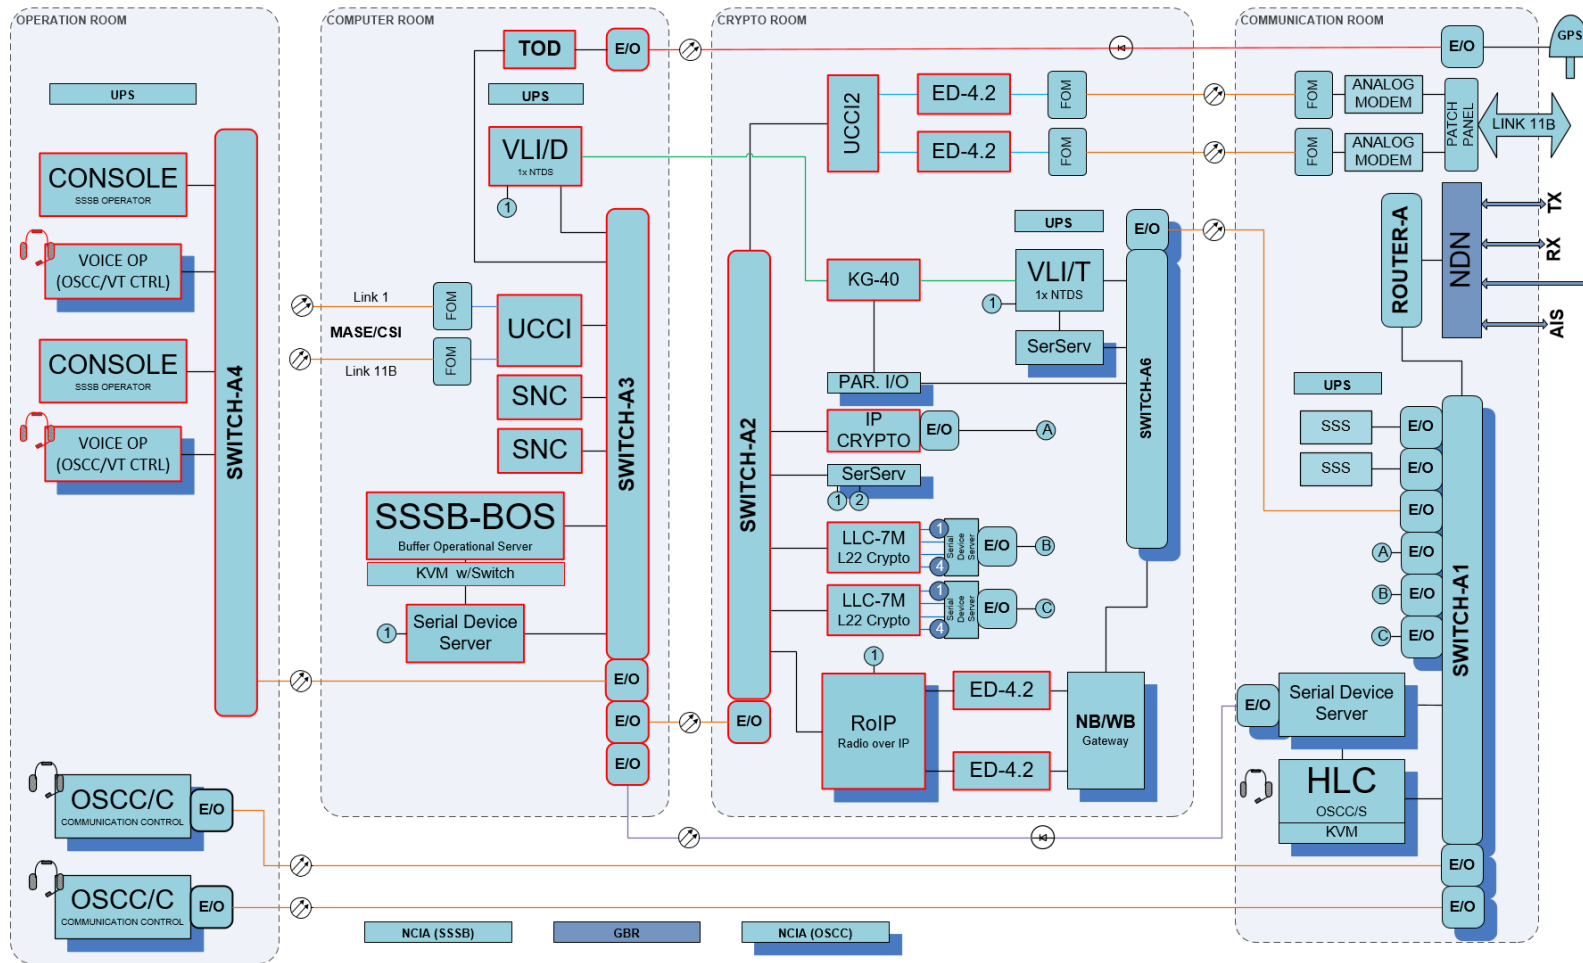 OPERATION ROOM
UPS
CONSOLE
SSSB OPERATOR
VOICE OP
(OSCC/VT CTRL)
CONSOLE
SSSB OPERATOR
VOICE OP
(OSCC/VT CTRL)
SWITCH-A4
OSCC/C
COMMUNICATION CONTROL
E/O
OSCC/C
COMMUNICATION CONTROL
E/O
COMPUTER ROOM
TOD
E/O
UPS
VLI/D
1x NTDS
1
Link 1
FOM
MASE/CSI
UCCI
Link 11B
FOM
SNC
SNC
SSSB-BOS
Buffer Operational Server
KVM w/Switch
1
Serial Device
Server
SWITCH-A3
E/O
E/O
E/O
CRYPTO ROOM
UCCI2
ED-4.2
FOM
ED-4.2
FOM
UPS
E/O
KG-40
VLI/T
1x NTDS
1
SerServ
PAR. I/O
SWITCH-A6
SWITCH-A2
E/O
IP
CRYPTO
E/O
A
SerServ
1
2
LLC-7M
L22 Crypto
1
4
Serial
Device
Server
E/O
B
LLC-7M
L22 Crypto
1
4
Serial
Device
Server
E/O
C
1
RoIP
Radio over IP
ED-4.2
ED-4.2
NB/WB
Gateway
COMMUNICATION ROOM
E/O
GPS
FOM
ANALOG
MODEM
FOM
ANALOG
MODEM
PATCH
PANEL
LINK 11B
ROUTER-A
NDN
TX
RX
AIS
UPS
SSS
E/O
SSS
E/O
E/O
A
E/O
B
E/O
C
E/O
SWITCH-A1
E/O
Serial Device
Server
HLC
OSCC/S
KVM
E/O
E/O
NCIA (SSSB)
GBR
NCIA (OSCC)